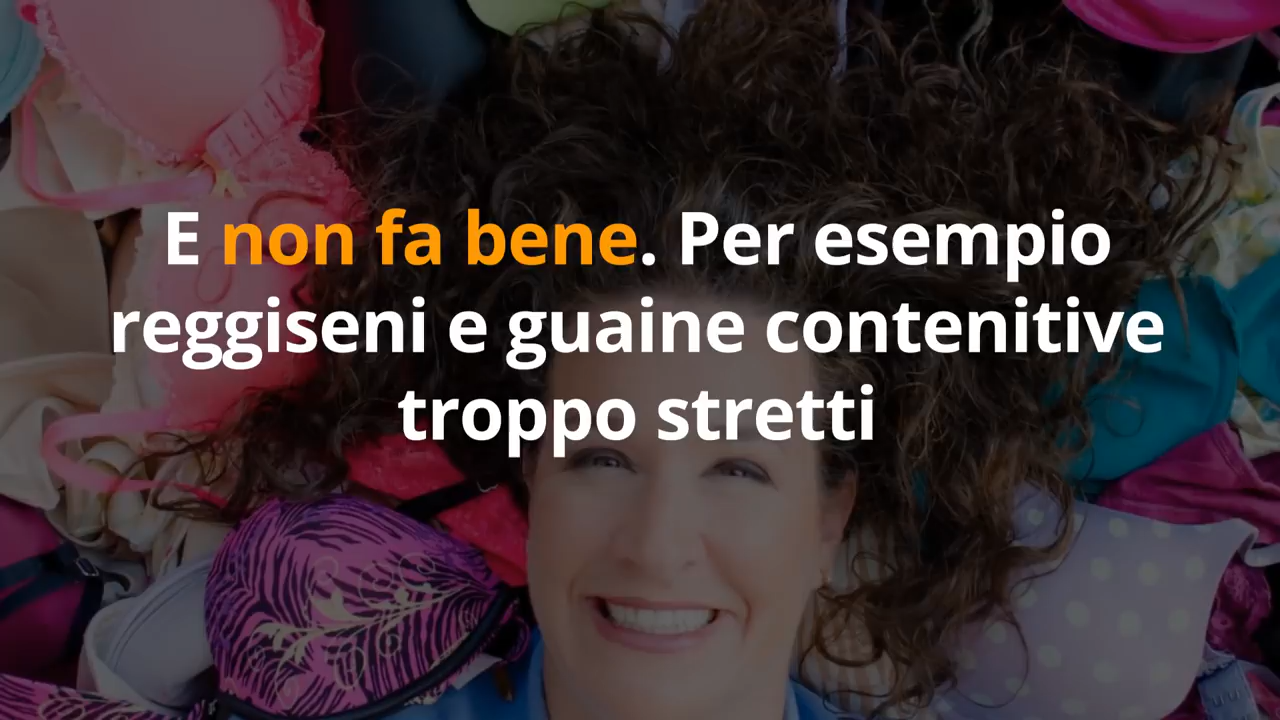 E non fa bene. Per esempio
reggiseni e guaine contenitive
troppo stretti